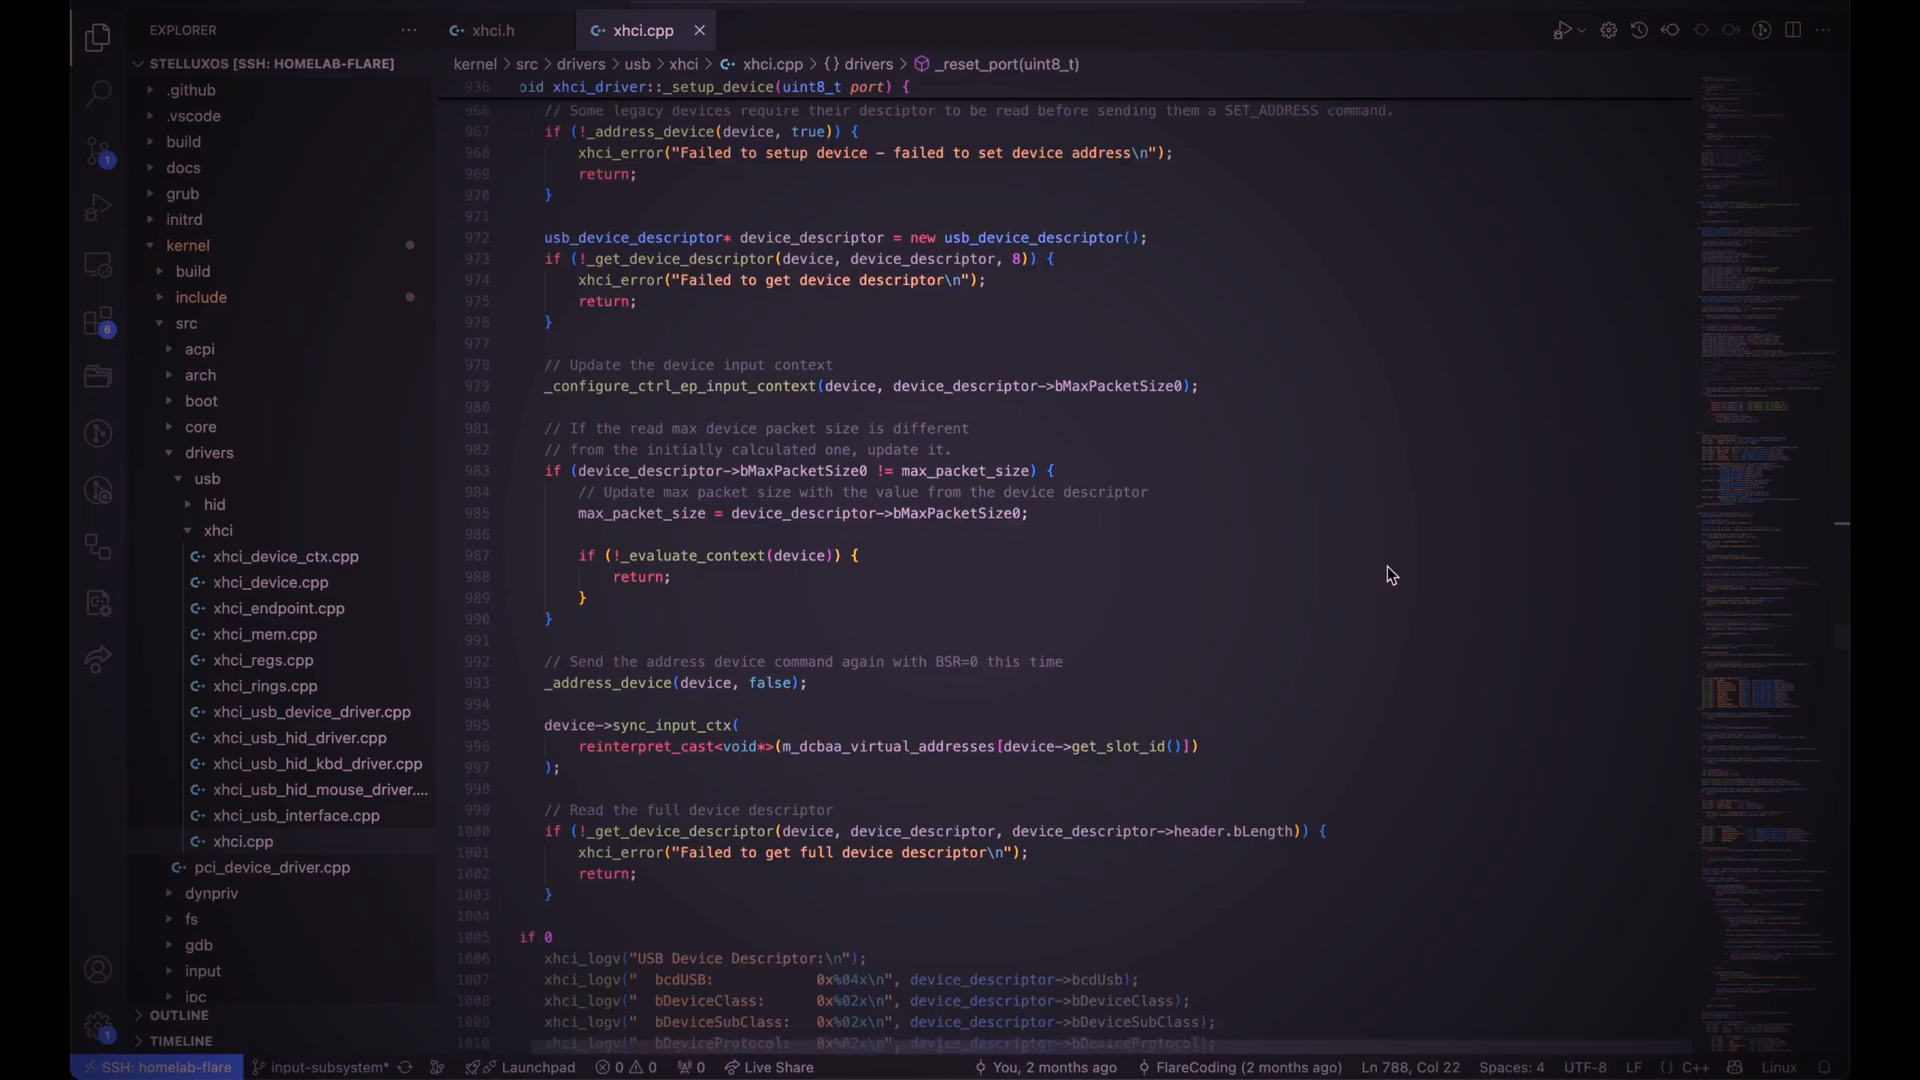 EXPLORER
STELLUXOS [SSH: HOMELAB-FLARE]
.github
.vscode
build
docs
grub
initrd
kernel
build
include
src
acpi
arch
boot
core
drivers
usb
hid
xhci
xhci_device_ctx.cpp
xhci_device.cpp
xhci_endpoint.cpp
xhci_mem.cpp
xhci_regs.cpp
xhci_rings.cpp
xhci_usb_device_driver.cpp
xhci_usb_hid_driver.cpp
xhci_usb_hid_kbd_driver.cpp
xhci_usb_hid_mouse_driver....
xhci_usb_interface.cpp
xhci.cpp
pci_device_driver.cpp
dynpriv
fs
gdb
input
ipc
OUTLINE
TIMELINE
1
6
1
xhci.h
xhci.cpp
kernel > src > drivers > usb > xhci > xhci.cpp > {} drivers > _reset_port(uint8_t)
936 oid xhci_driver::_setup_device(uint8_t port) {
966 // Some legacy devices require their desciptor to be read before sending them a SET_ADDRESS command.
967 if (!_address_device(device, true)) {
968 xhci_error("Failed to setup device - failed to set device address\n");
969 return;
970 }
971
972 usb_device_descriptor* device_descriptor = new usb_device_descriptor();
973 if (!_get_device_descriptor(device, device_descriptor, 8)) {
974 xhci_error("Failed to get device descriptor\n");
975 return;
976 }
977
978 // Update the device input context
979 _configure_ctrl_ep_input_context(device, device_descriptor->bMaxPacketSize0);
980
981 // If the read max device packet size is different
982 // from the initially calculated one, update it.
983 if (device_descriptor->bMaxPacketSize0 != max_packet_size) {
984 // Update max packet size with the value from the device descriptor
985 max_packet_size = device_descriptor->bMaxPacketSize0;
986
987 if (!_evaluate_context(device)) {
988 return;
989 }
990 }
991
992 // Send the address device command again with BSR=0 this time
993 _address_device(device, false);
994
995 device->sync_input_ctx(
996 reinterpret_cast<void*>(m_dcbaa_virtual_addresses[device->get_slot_id()])
997 );
998
999 // Read the full device descriptor
1000 if (!_get_device_descriptor(device, device_descriptor, device_descriptor->header.bLength)) {
1001 xhci_error("Failed to get full device descriptor\n");
1002 return;
1003 }
1004
1005 if 0
1006 xhci_logv("USB Device Descriptor:\n");
1007 xhci_logv("  bcdUSB:            0x%04x\n", device_descriptor->bcdUsb);
1008 xhci_logv("  bDeviceClass:      0x%02x\n", device_descriptor->bDeviceClass);
1009 xhci_logv("  bDeviceSubClass:   0x%02x\n", device_descriptor->bDeviceSubClass);
1010 xhci_logv("  bDeviceProtocol:   0x%02x\n", device_descriptor->bDeviceProtocol);
SSH: homelab-flare input-subsystem* Launchpad 0 0 0 Live Share You, 2 months ago FlareCoding (2 months ago) Ln 788, Col 22 Spaces: 4 UTF-8 LF {} C++ Linux